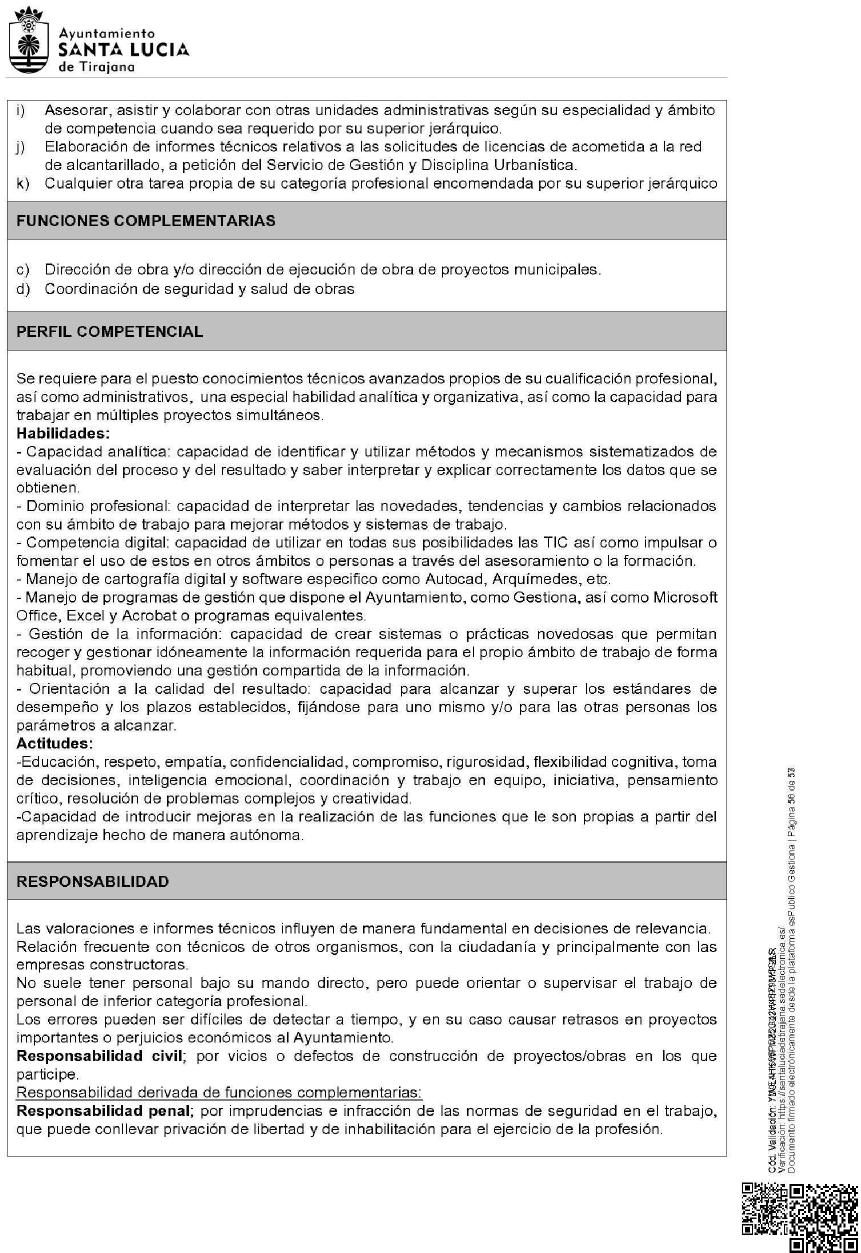 Ayuntamiento
SANTA LUCIA
de Tirajana
i) Asesorar, asistir y colaborar con otras unidades administrativas según su especialidad y ámbito
de competencia cuando sea requerido por su superior jerárquico.
j) Elaboración de informes técnicos relativos a las solicitudes de licencias de acometida a la red
de alcantarillado, a petición del Servicio de Gestión y Disciplina Urbanística.
k) Cualquier otra tarea propia de su categoría profesional encomendada por su superior jerárquico
FUNCIONES COMPLEMENTARIAS
c) Dirección de obra y/o dirección de ejecución de obra de proyectos municipales.
d) Coordinación de seguridad y salud de obras
PERFIL COMPETENCIAL
Se requiere para el puesto conocimientos técnicos avanzados propios de su cualificación profesional,
así como administrativos, una especial habilidad analítica y organizativa, así como la capacidad para
trabajar en múltiples proyectos simultáneos.
Habilidades:
- Capacidad analítica: capacidad de identificar y utilizar métodos y mecanismos sistematizados de
evaluación del proceso y del resultado y saber interpretar y explicar correctamente los datos que se
obtienen.
- Dominio profesional: capacidad de interpretar las novedades, tendencias y cambios relacionados
con su ámbito de trabajo para mejorar métodos y sistemas de trabajo.
- Competencia digital: capacidad de utilizar en todas sus posibilidades las TIC así como impulsar o
fomentar el uso de estos en otros ámbitos o personas a través del asesoramiento o la formación.
- Manejo de cartografía digital y software especifico como Autocad, Arquímedes, etc.
- Manejo de programas de gestión que dispone el Ayuntamiento, como Gestiona, así como Microsoft
Office, Excel y Acrobat o programas equivalentes.
- Gestión de la información: capacidad de crear sistemas o prácticas novedosas que permitan
recoger y gestionar idóneamente la información requerida para el propio ámbito de trabajo de forma
habitual, promoviendo una gestión compartida de la información.
- Orientación a la calidad del resultado: capacidad para alcanzar y superar los estándares de
desempeño y los plazos establecidos, fijándose para uno mismo y/o para las otras personas los
parámetros a alcanzar.
Actitudes:
-Educación, respeto, empatía, confidencialidad, compromiso, rigurosidad, flexibilidad cognitiva, toma
de decisiones, inteligencia emocional, coordinación y trabajo en equipo, iniciativa, pensamiento
crítico, resolución de problemas complejos y creatividad.
-Capacidad de introducir mejoras en la realización de las funciones que le son propias a partir del
aprendizaje hecho de manera autónoma.
RESPONSABILIDAD
Las valoraciones e informes técnicos influyen de manera fundamental en decisiones de relevancia.
Relación frecuente con técnicos de otros organismos, con la ciudadanía y principalmente con las
empresas constructoras.
No suele tener personal bajo su mando directo, pero puede orientar o supervisar el trabajo de
personal de inferior categoría profesional.
Los errores pueden ser difíciles de detectar a tiempo, y en su caso causar retrasos en proyectos
importantes o perjuicios económicos al Ayuntamiento.
Responsabilidad civil; por vicios o defectos de construcción de proyectos/obras en los que
participe.
Responsabilidad derivada de funciones complementarias:
Responsabilidad penal; por imprudencias e infracción de las normas de seguridad en el trabajo,
que puede conllevar privación de libertad y de inhabilitación para el ejercicio de la profesión.
Cód. Validación:
Verificación: https://santaluciadetirajana.sedelectronica.es/
Documento firmado electrónicamente desde la plataforma esPublico Gestiona | Página de